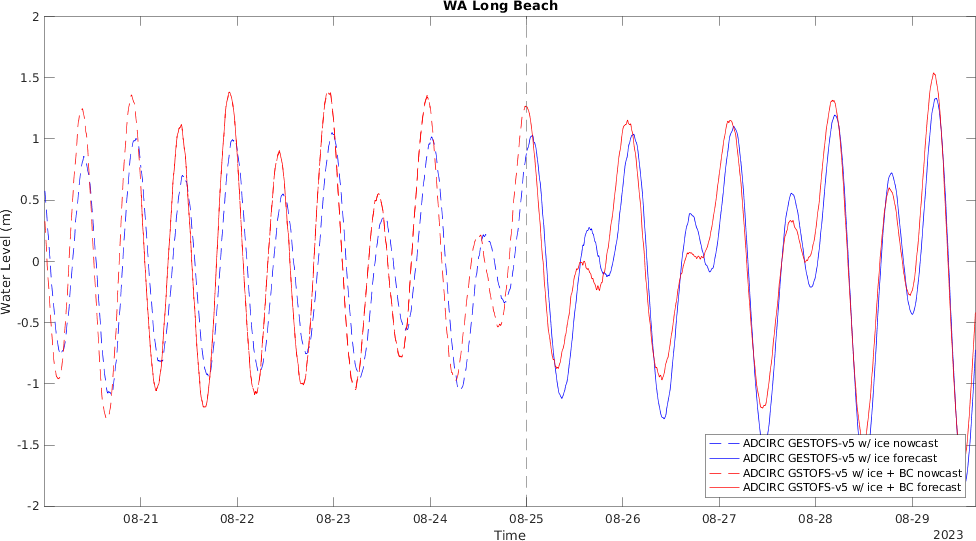 WA Long Beach
2
1.5
1
0.5
0
-0.5
-1
-1.5
-2
Water Level (m)
ADCIRC GESTOFS-v5 w/ ice nowcast
ADCIRC GESTOFS-v5 w/ ice forecast
ADCIRC GSTOFS-v5 w/ ice + BC nowcast
ADCIRC GSTOFS-v5 w/ ice + BC forecast
08-21 08-22 08-23 08-24 08-25 08-26 08-27 08-28 08-29
Time
2023